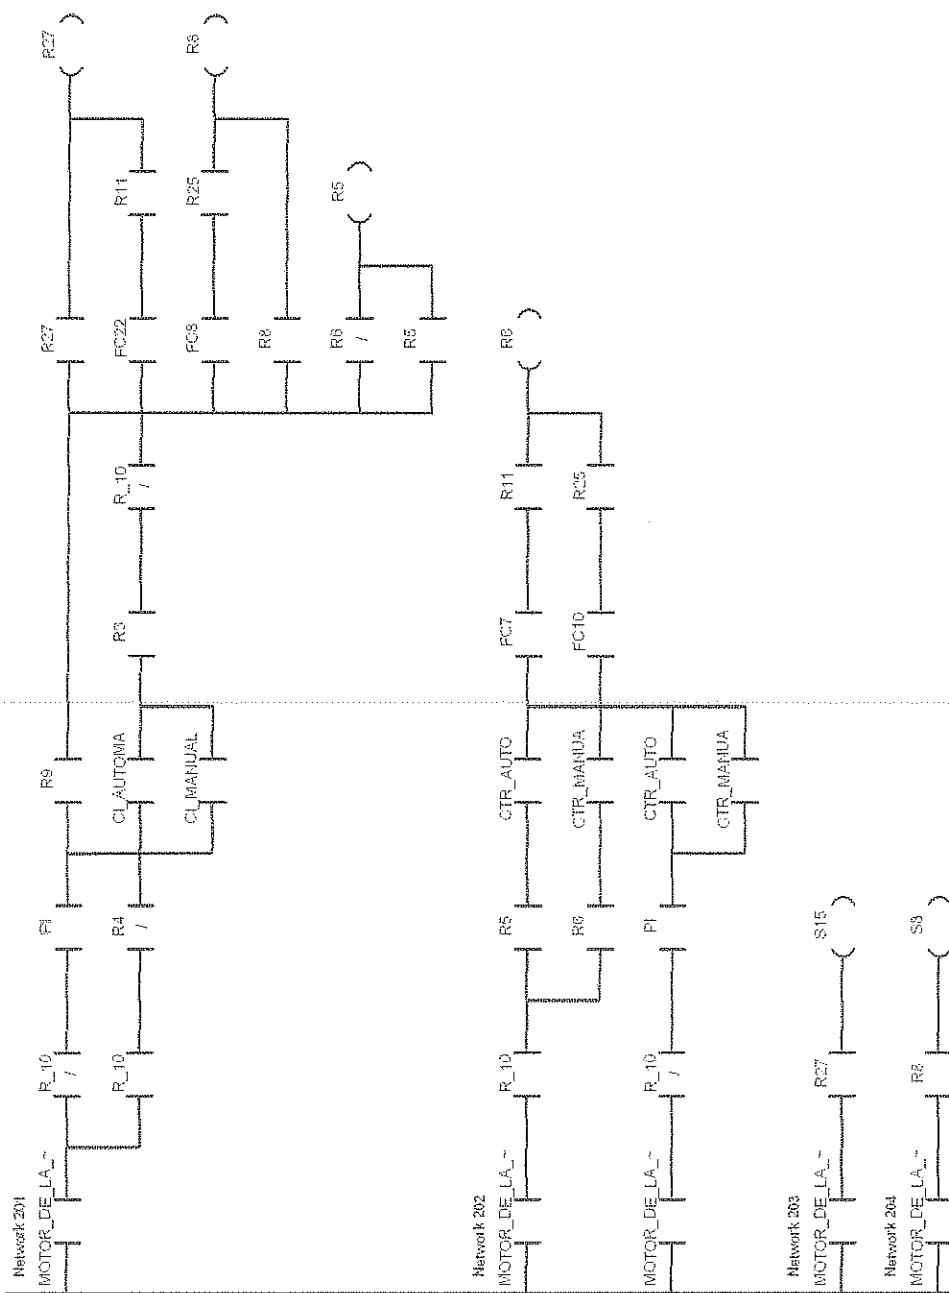 Network 201
MOTOR_DE_LA_~ R_10 PI R9 R27 R27
/
R_10 R4 CI_AUTOMA R3 R_10 FC22 R11
/ /
CI_MANUAL FC8 R25 R8
R8
R6 R5
/
R5
Network 202
MOTOR_DE_LA_~ R_10 R5 CTR_AUTO FC7 R11 R6
R6 CTR_MANUA FC10 R25
MOTOR_DE_LA_~ R_10 PI CTR_AUTO
/
CTR_MANUA
Network 203
MOTOR_DE_LA_~ R27 S15
Network 204
MOTOR_DE_LA_~ R8 S8